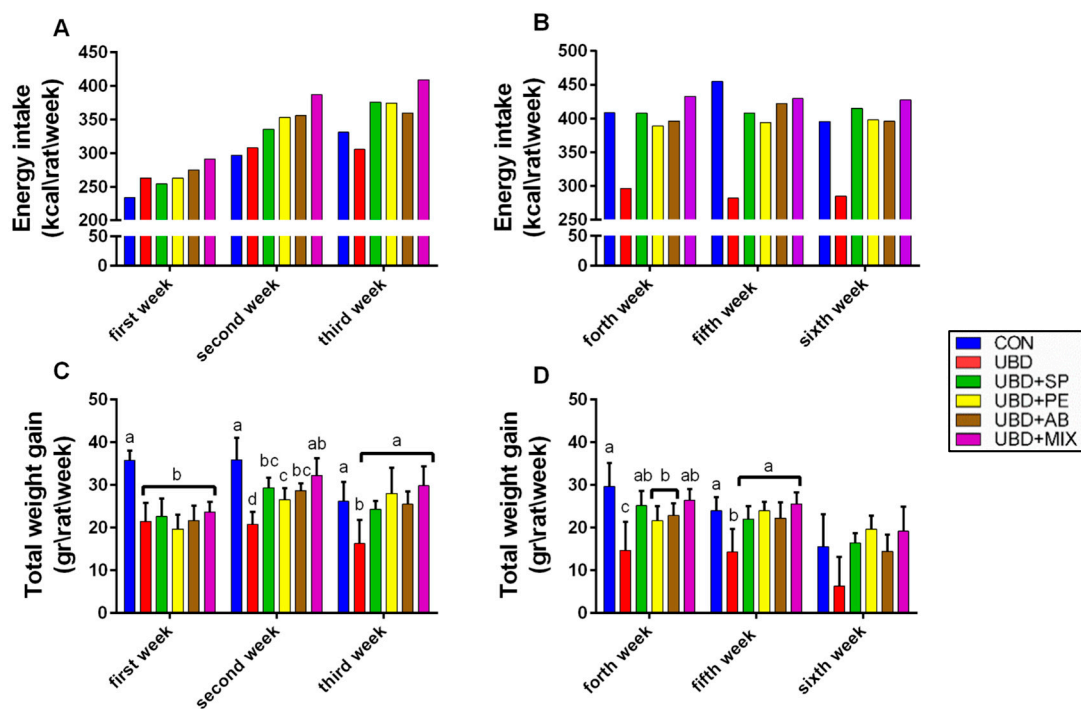 A
Energy intake
(kcal\rat\week)
450
400
350
300
250
200
50
0
first week
second week
third week
B
Energy intake
(kcal\rat\week)
500
450
400
350
300
250
50
0
forth week
fifth week
sixth week
CON
UBD
UBD+SP
UBD+PE
UBD+AB
UBD+MIX
C
Total weight gain
(gr\rat\week)
50
40
30
20
10
0
a
b
a
d
bc
c
bc
ab
a
b
a
first week
second week
third week
D
Total weight gain
(gr\rat\week)
50
40
30
20
10
0
a
c
ab
b
ab
a
b
a
forth week
fifth week
sixth week